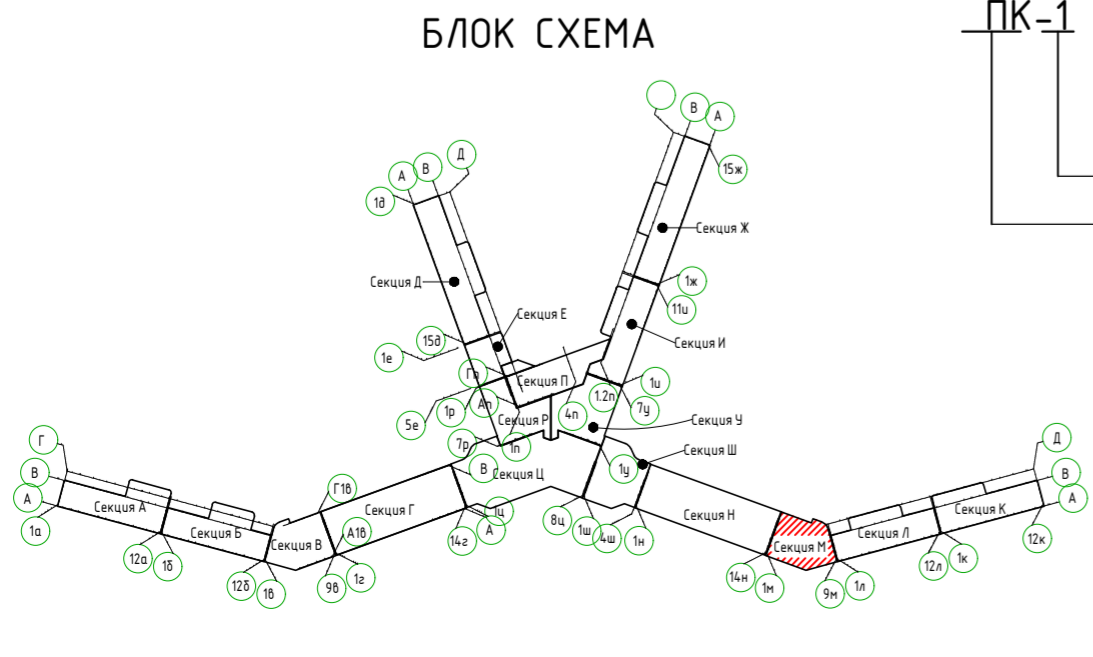 БЛОК СХЕМА
ПК-1
В
А
Д
В
А
15ж
1д
Секция Ж
Секция Д
1ж
11и
Секция Е
15д
Секция И
1е
Гп
Секция П
1и
1.2п
7у
Ап
4п
1р
5е
Секция Р
Секция У
7р
1п
Секция Ш
1у
В
Секция Ц
Г
Д
В
В
А
А
1а
Секция А
Г1в
Секция Г
1ц
А
8ц
1ш
4ш
1н
Секция Н
Секция К
Секция Б
А1в
14г
Секция Л
12к
Секция В
Секция М
12а
1б
12б
1в
9в
1г
14н
1м
9м
1л
12л
1к